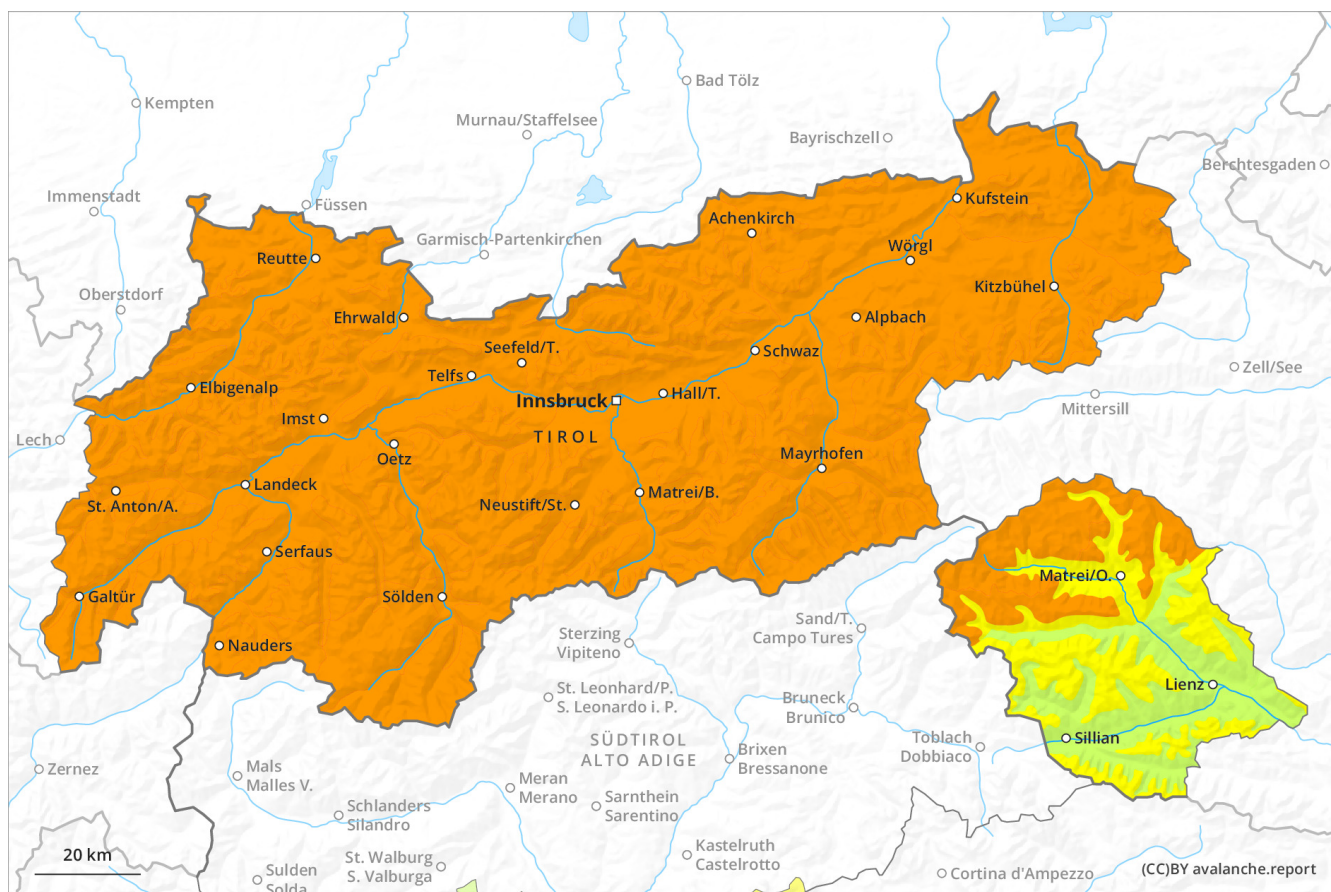 Bad Tölz
Kempten
Murnau/Staffelsee
Bayrischzell
Berchtesgaden
Immenstadt
Füssen
Kufstein
Achenkirch
Garmisch-Partenkirchen
Wörgl
Reutte
Kitzbühel
Oberstdorf
Ehrwald
Alpbach
Seefeld/T.
Schwaz
Zell/See
Telfs
Elbigenalp
Hall/T.
Innsbruck
Mittersill
Imst
Lech
TIROL
Oetz
Mayrhofen
Landeck
Matrei/B.
St. Anton/A.
Neustift/St.
Serfaus
Matrei/O.
Galtür
Sölden
Sand/T.
Campo Tures
Sterzing
Vipiteno
Nauders
Lienz
St. Leonhard/P.
S. Leonardo i. P.
Bruneck
Brunico
SÜDTIROL
ALTO ADIGE
Toblach
Dobbiaco
Sillian
Brixen
Bressanone
Zernez
Mals
Malles V.
Meran
Merano
Schlanders
Silandro
Sarnthein
Sarentino
20 km
Kastelruth
Castelrotto
St. Walburg
S. Valburga
Sulden
Solda
Cortina d'Ampezzo
(CC)BY avalanche.report